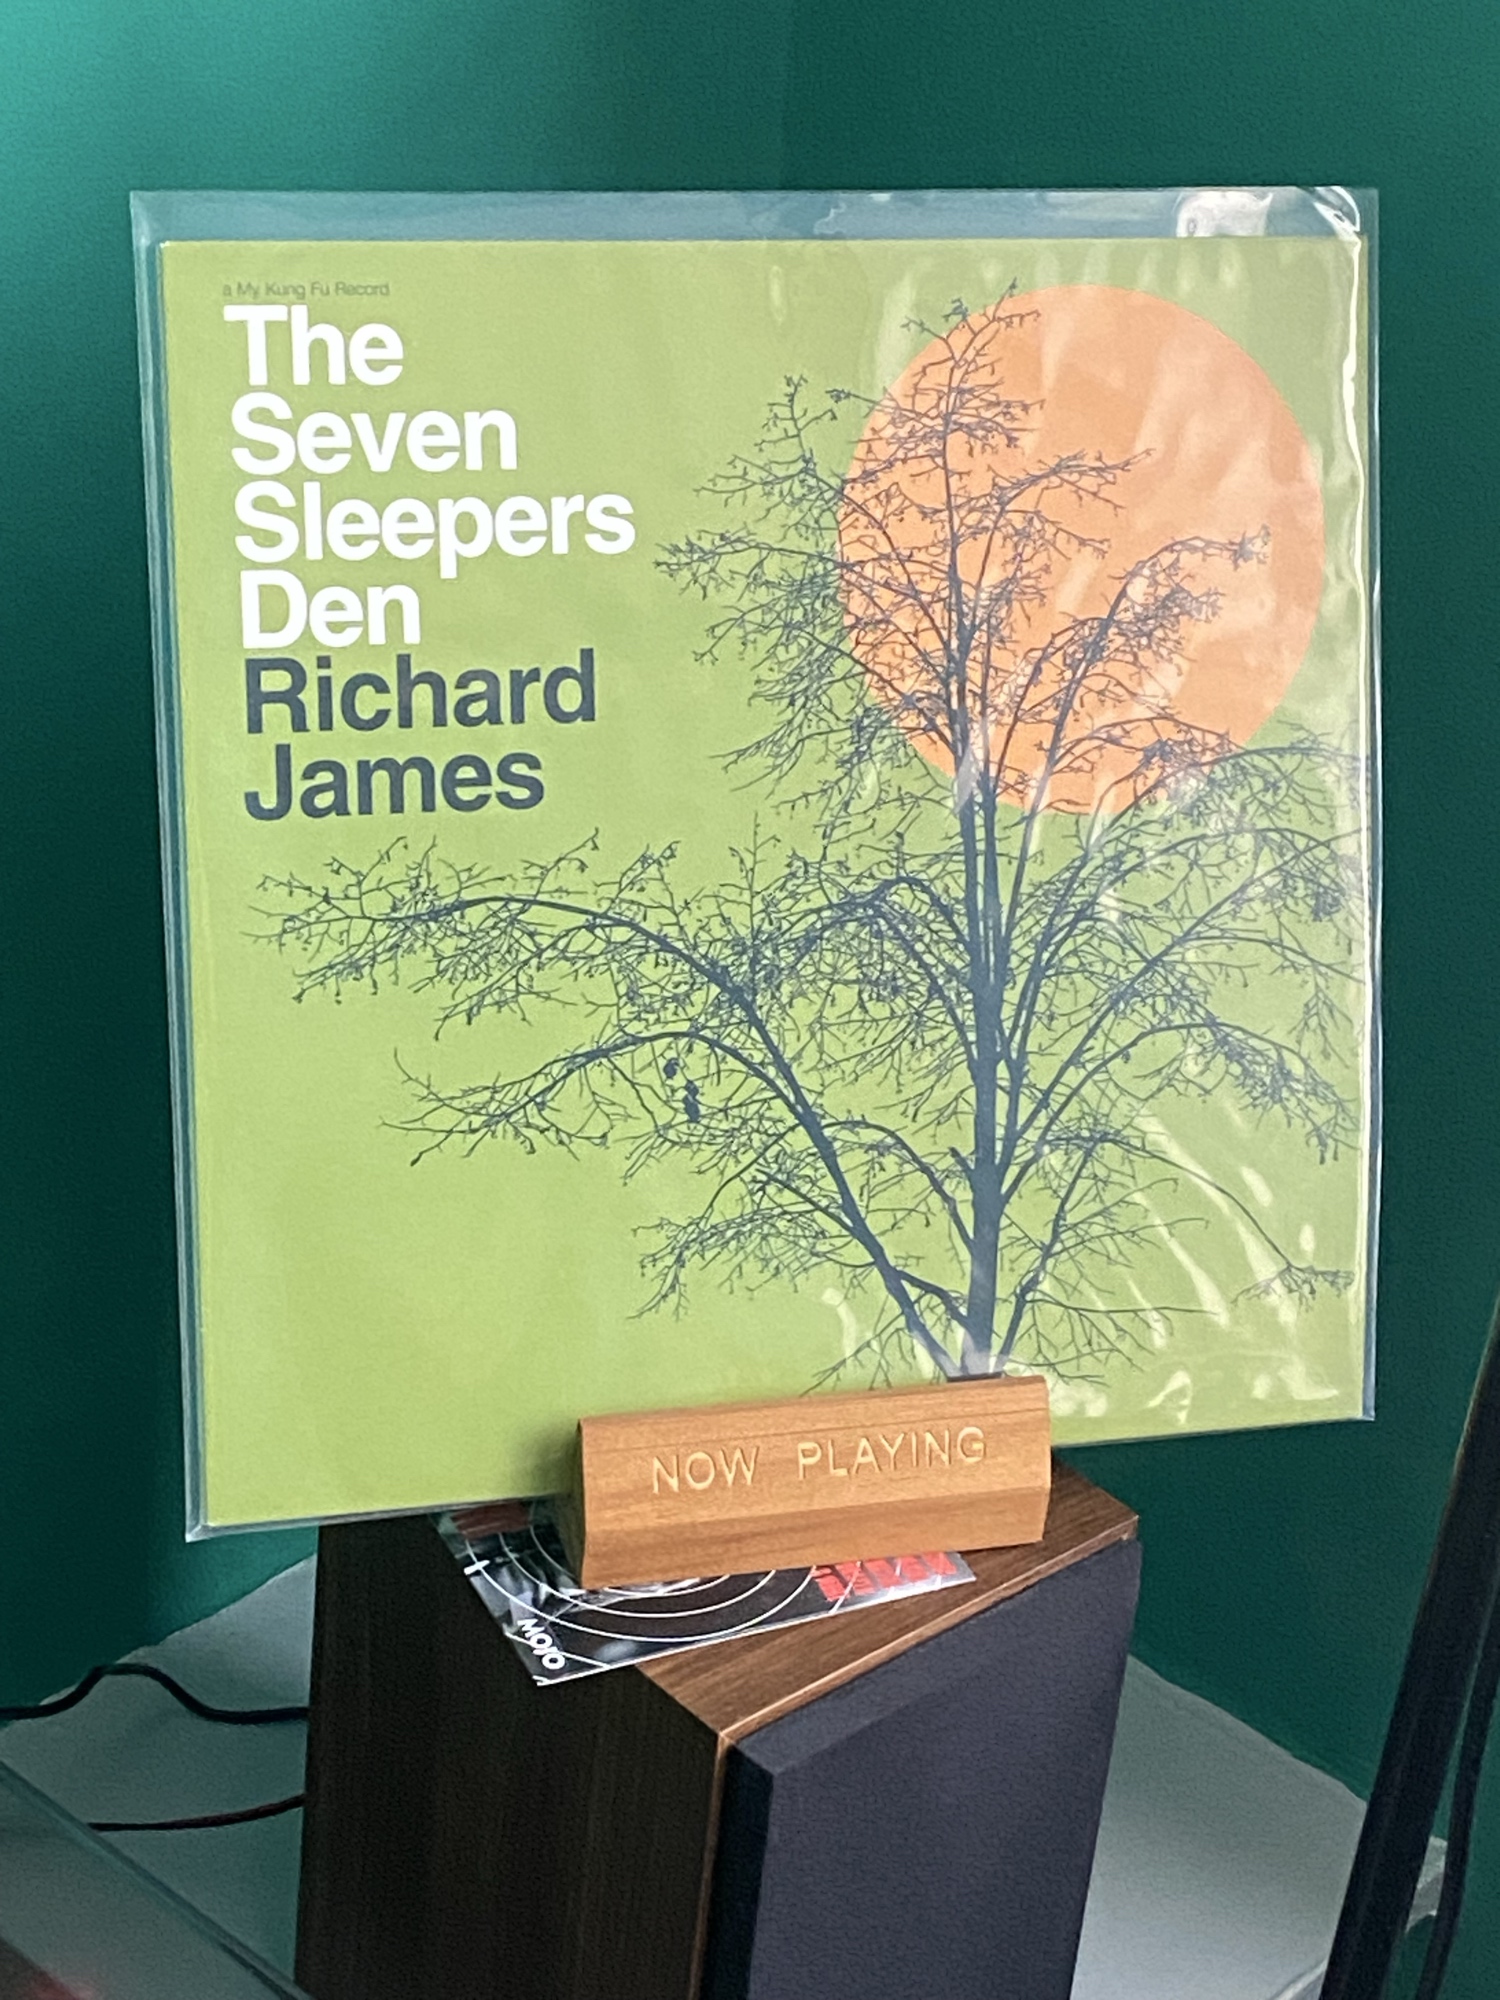 a My Kung Fu Record
The
Seven
Sleepers
Den
Richard
James
NOW PLAYING
MOJO